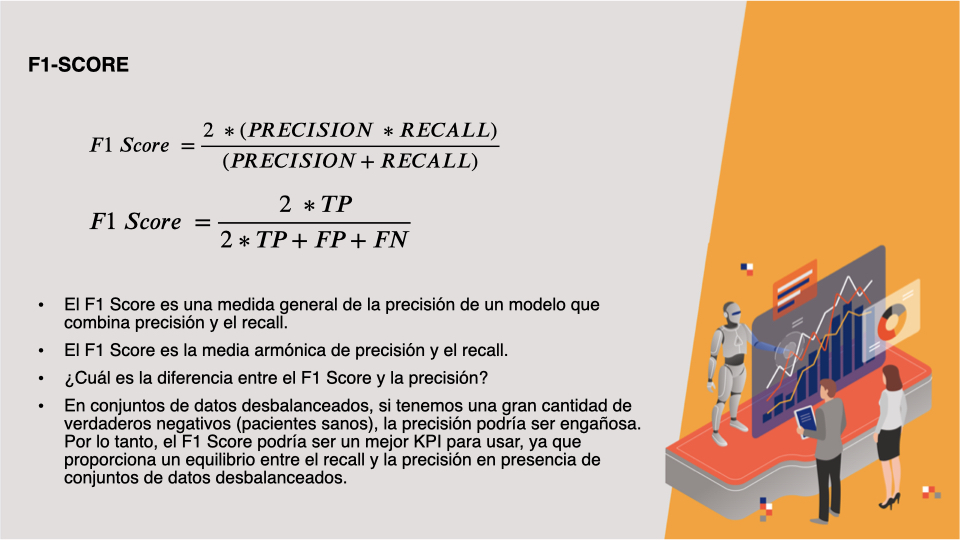 F1-SCORE
F1 Score = 2 * (PRECISION * RECALL) / (PRECISION + RECALL)
F1 Score = 2 * TP / 2 * TP + FP + FN
• El F1 Score es una medida general de la precisión de un modelo que
combina precisión y el recall.
• El F1 Score es la media armónica de precisión y el recall.
• ¿Cuál es la diferencia entre el F1 Score y la precisión?
• En conjuntos de datos desbalanceados, si tenemos una gran cantidad de
verdaderos negativos (pacientes sanos), la precisión podría ser engañosa.
Por lo tanto, el F1 Score podría ser un mejor KPI para usar, ya que
proporciona un equilibrio entre el recall y la precisión en presencia de
conjuntos de datos desbalanceados.